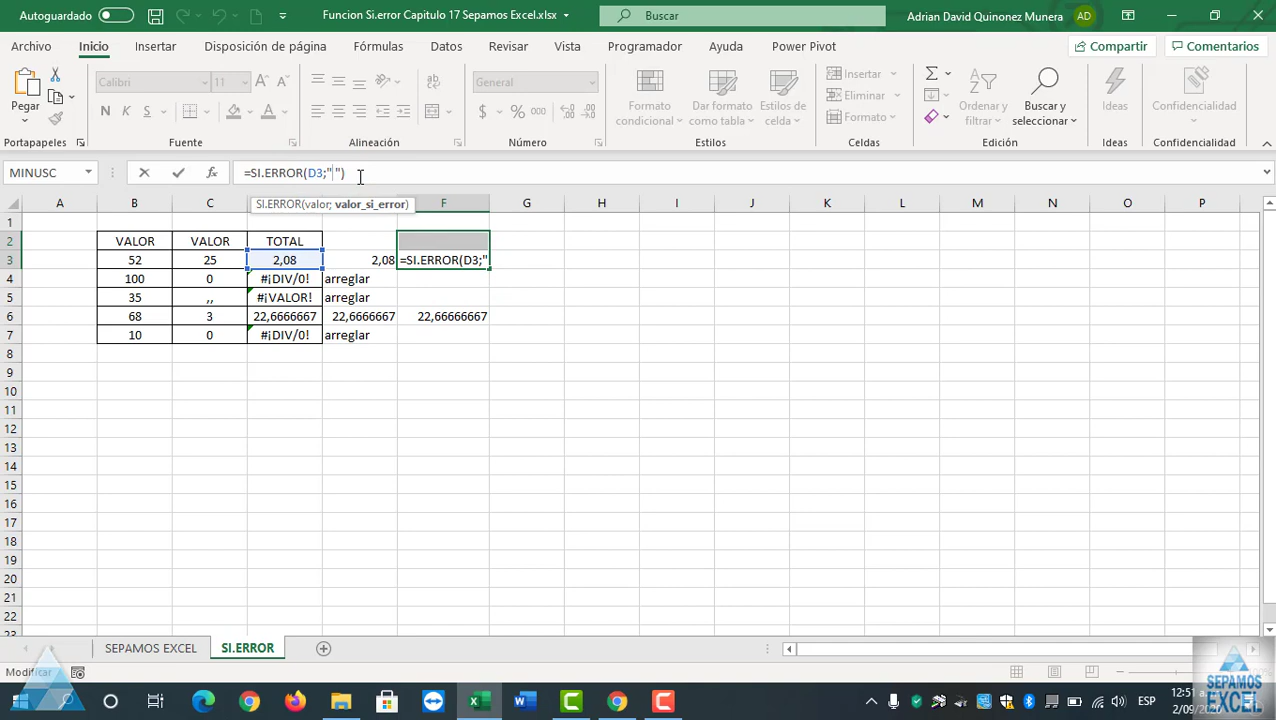 Autoguardado
Funcion Si.error Capitulo 17 Sepamos Excel.xlsx
Buscar
Adrian David Quinonez Munera AD
Archivo Inicio Insertar Disposición de página Fórmulas Datos Revisar Vista Programador Ayuda Power Pivot Compartir Comentarios
Pegar
Calibri 11
N K S
General
$ % 000
Formato condicional
Dar formato como tabla
Estilos de celda
Insertar
Eliminar
Formato
Ordenar y filtrar
Buscar y seleccionar
Ideas
Confidencialidad
Portapapeles Fuente Alineación Número Estilos Celdas Edición Ideas Confidencialidad
MINUSC fx =SI.ERROR(D3;" ")
SI.ERROR(valor; valor_si_error)
A B C F G H I J K L M N O P
1
2 VALOR VALOR TOTAL
3 52 25 2,08 2,08 =SI.ERROR(D3;"
4 100 0 #¡DIV/0! arreglar
5 35 ,, #¡VALOR! arreglar
6 68 3 22,6666667 22,6666667 22,66666667
7 10 0 #¡DIV/0! arreglar
8
9
10
11
12
13
14
15
16
17
18
19
20
21
22
23
SEPAMOS EXCEL SI.ERROR
Modificar
SEPAMOS EXCEL
ESP
12:51 a.m.